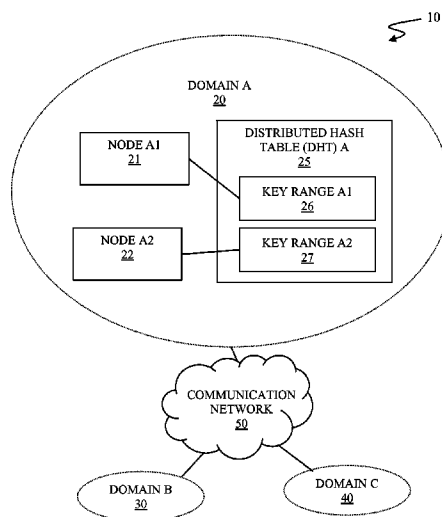 10
DOMAIN A
20
DISTRIBUTED HASH
TABLE (DHT) A
25
NODE A1
21
KEY RANGE A1
26
NODE A2
22
KEY RANGE A2
27
COMMUNICATION
NETWORK
50
DOMAIN B
30
DOMAIN C
40